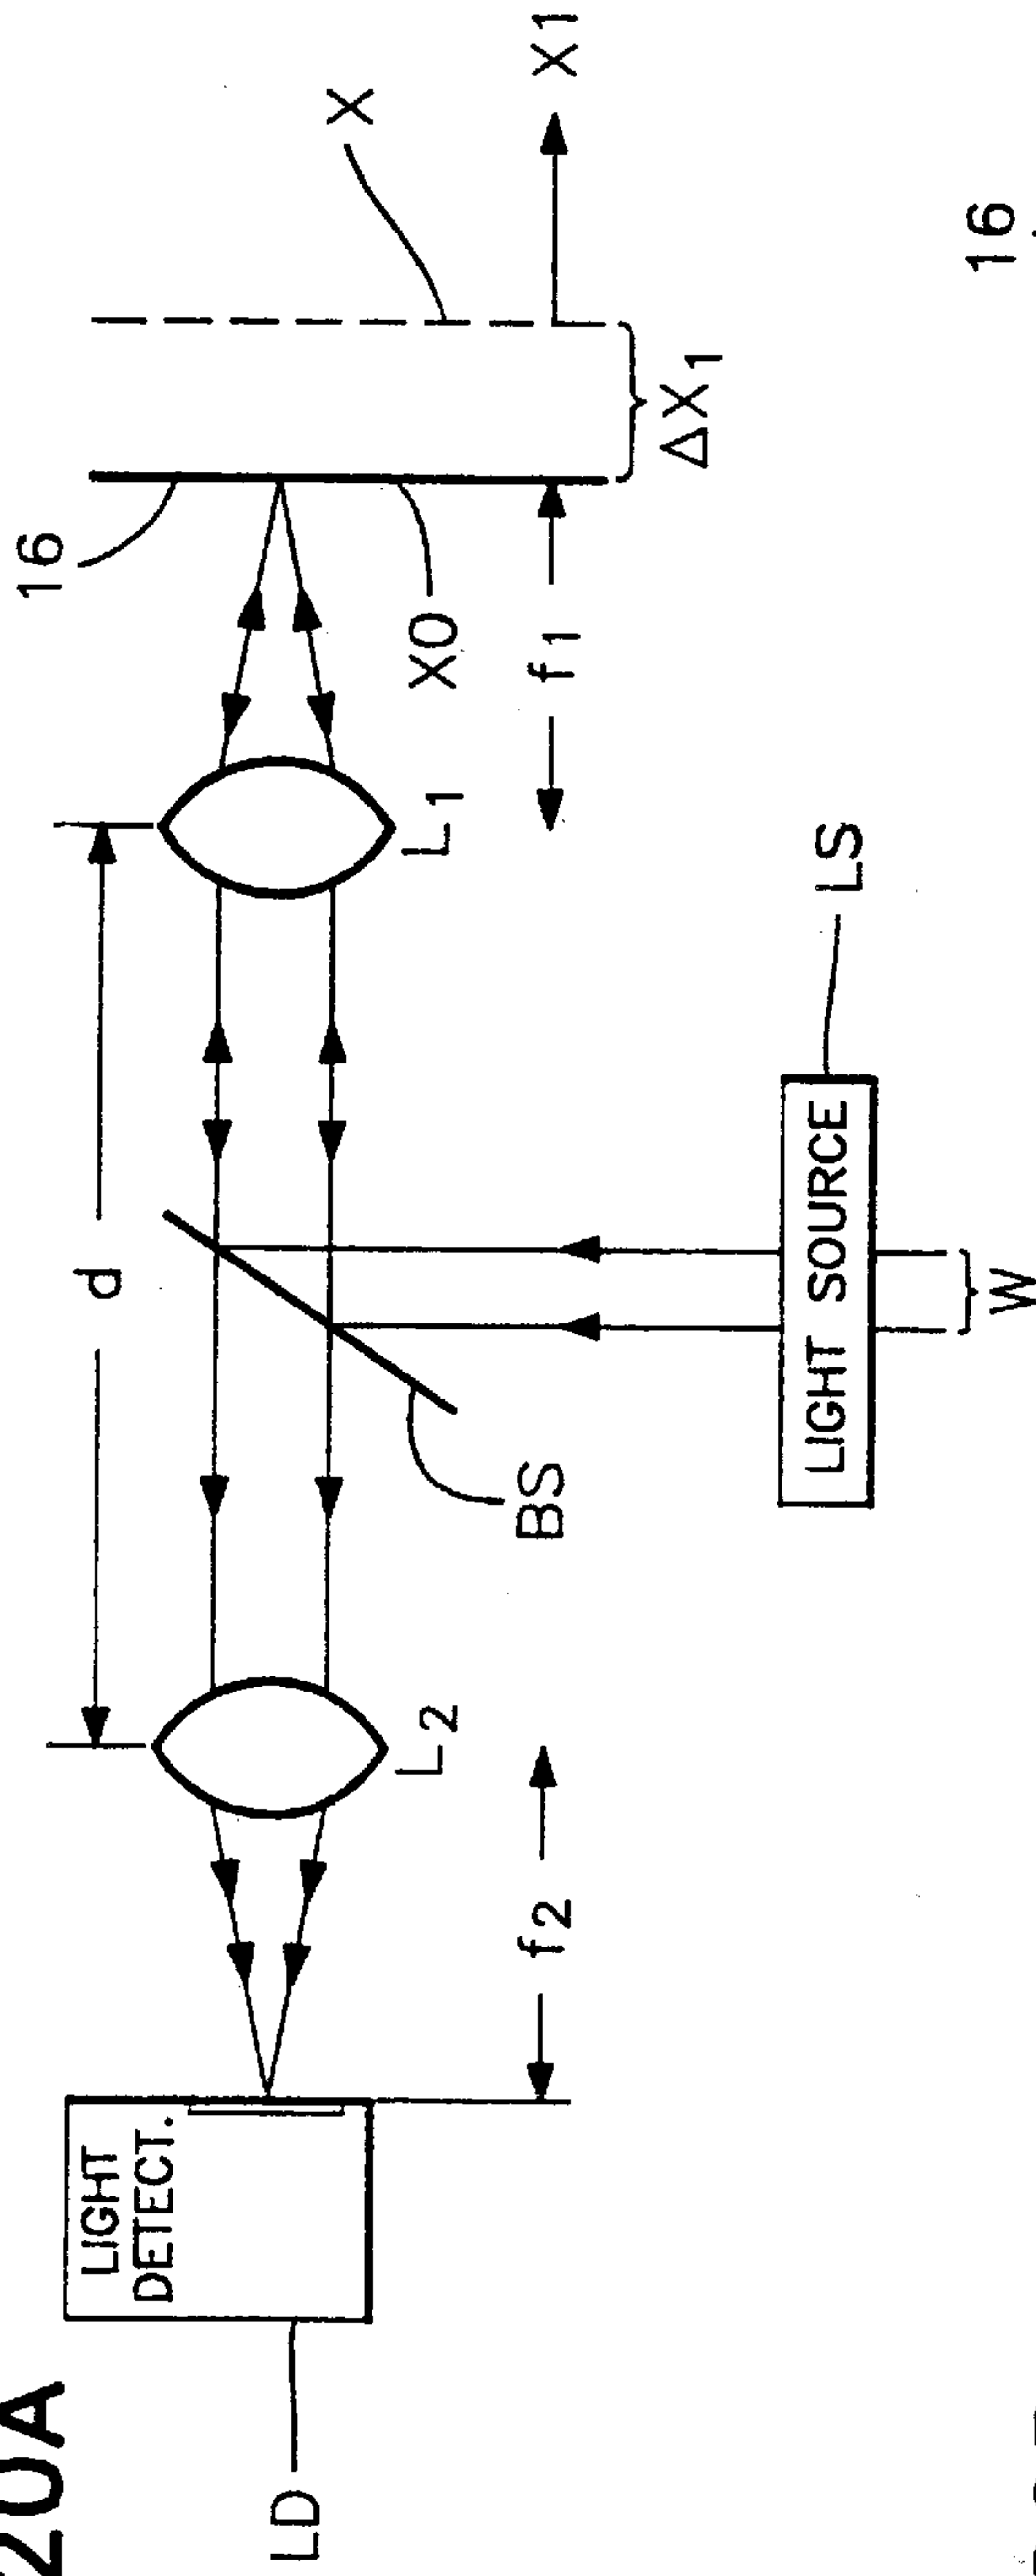 20A
LIGHT
DETECT.
LD
f2
L2
d
BS
L1
f1
16
X0
X
X1
ΔX1
LIGHT SOURCE
LS
W
16